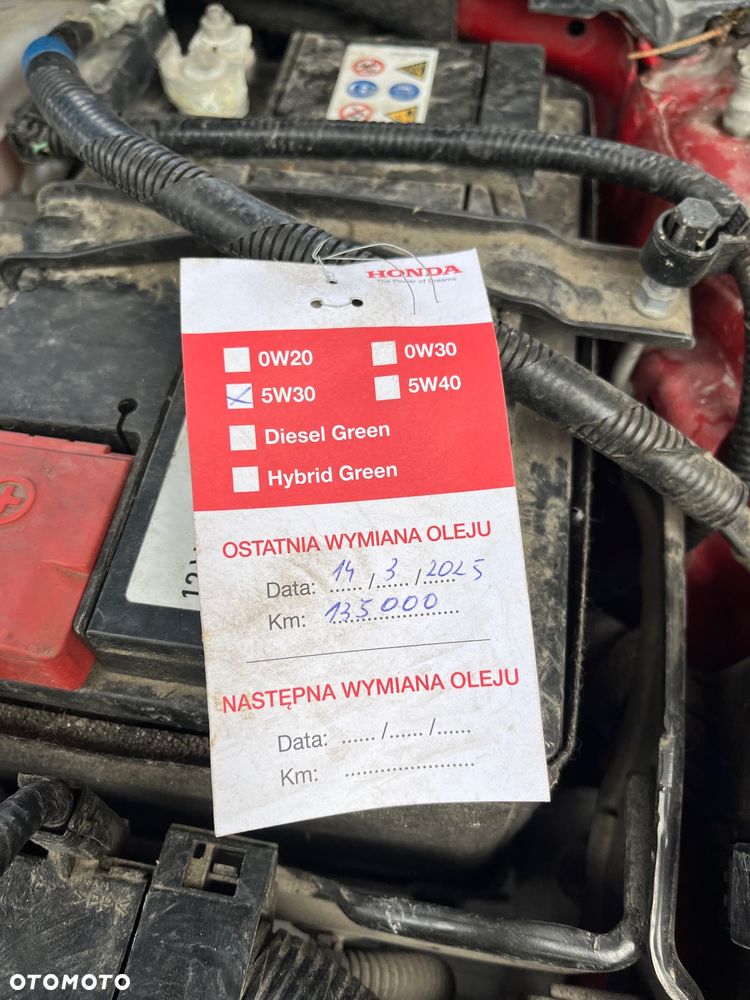 HONDA
The Power of Dreams
0W20 0W30
5W30 5W40
Diesel Green
Hybrid Green
OSTATNIA WYMIANA OLEJU
Data: 14 / 3 / 2025
Km: 135000
NASTĘPNA WYMIANA OLEJU
Data: ...... /...... /......
Km: ......................
12V
OTOMOTO